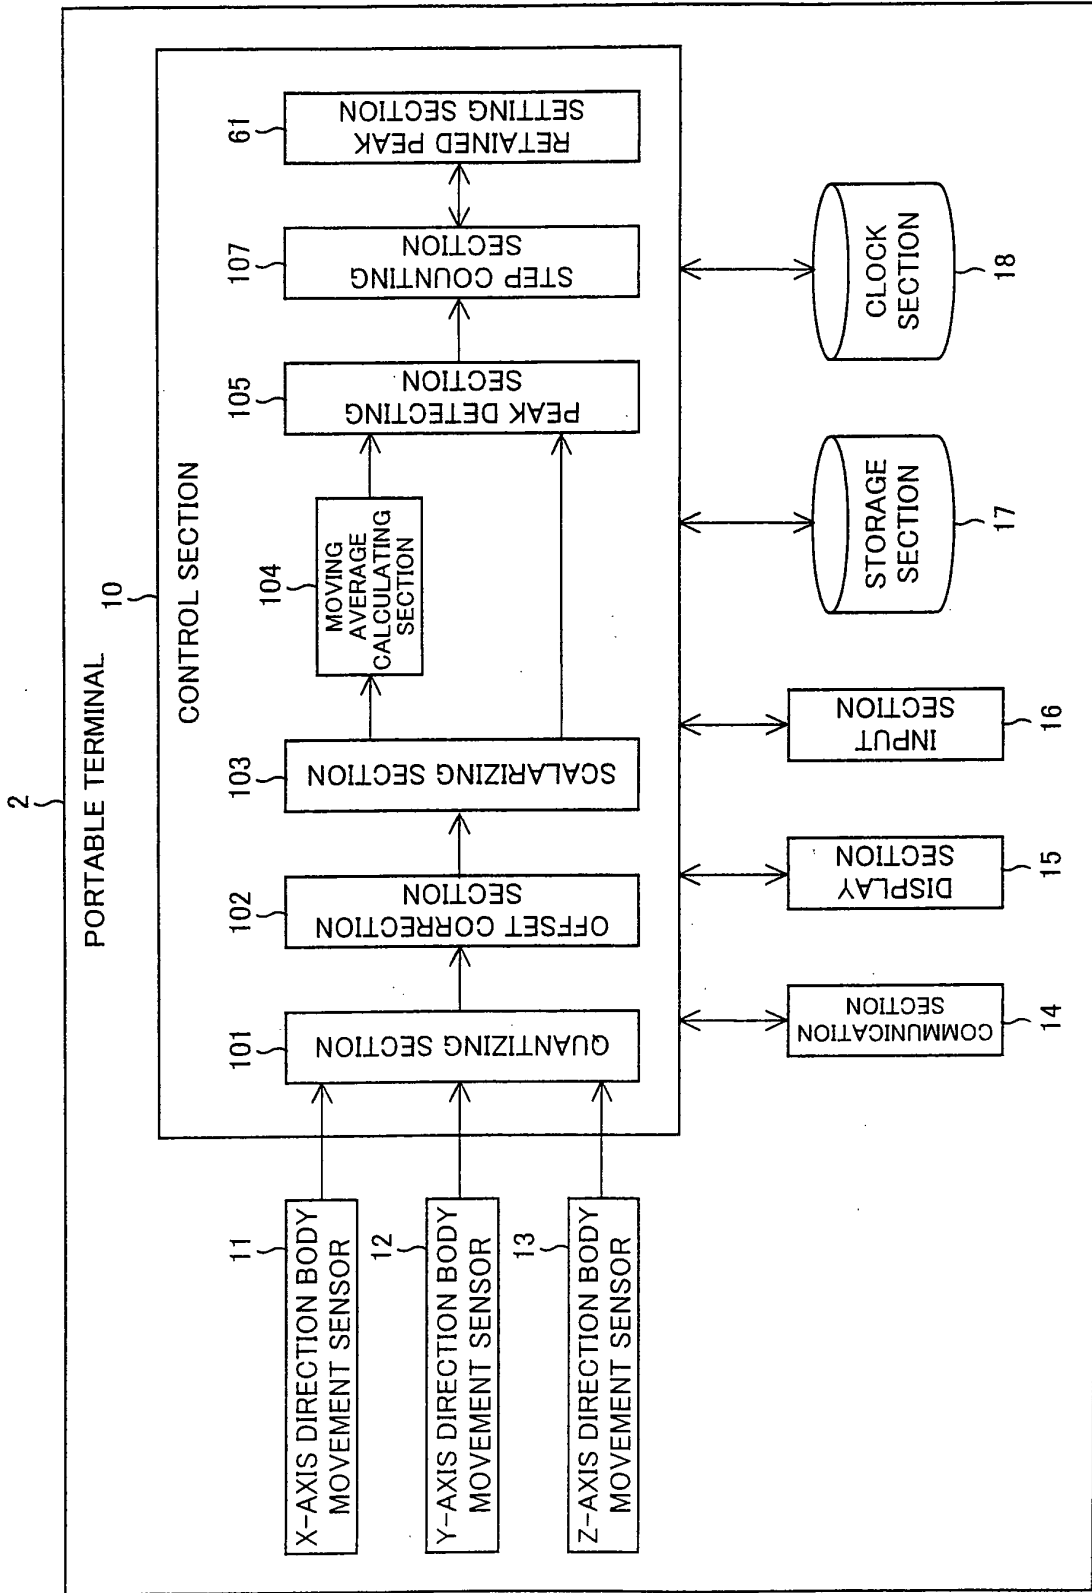 2
PORTABLE TERMINAL
10
CONTROL SECTION
11
X-AXIS DIRECTION BODY
MOVEMENT SENSOR
12
Y-AXIS DIRECTION BODY
MOVEMENT SENSOR
13
Z-AXIS DIRECTION BODY
MOVEMENT SENSOR
101
QUANTIZING SECTION
102
OFFSET CORRECTION
SECTION
103
SCALARIZING SECTION
104
MOVING
AVERAGE
CALCULATING
SECTION
105
PEAK DETECTING
SECTION
107
STEP COUNTING
SECTION
61
RETAINED PEAK
SETTING SECTION
COMMUNICATION
SECTION
14
DISPLAY
SECTION
15
INPUT
SECTION
16
STORAGE
SECTION
17
CLOCK
SECTION
18